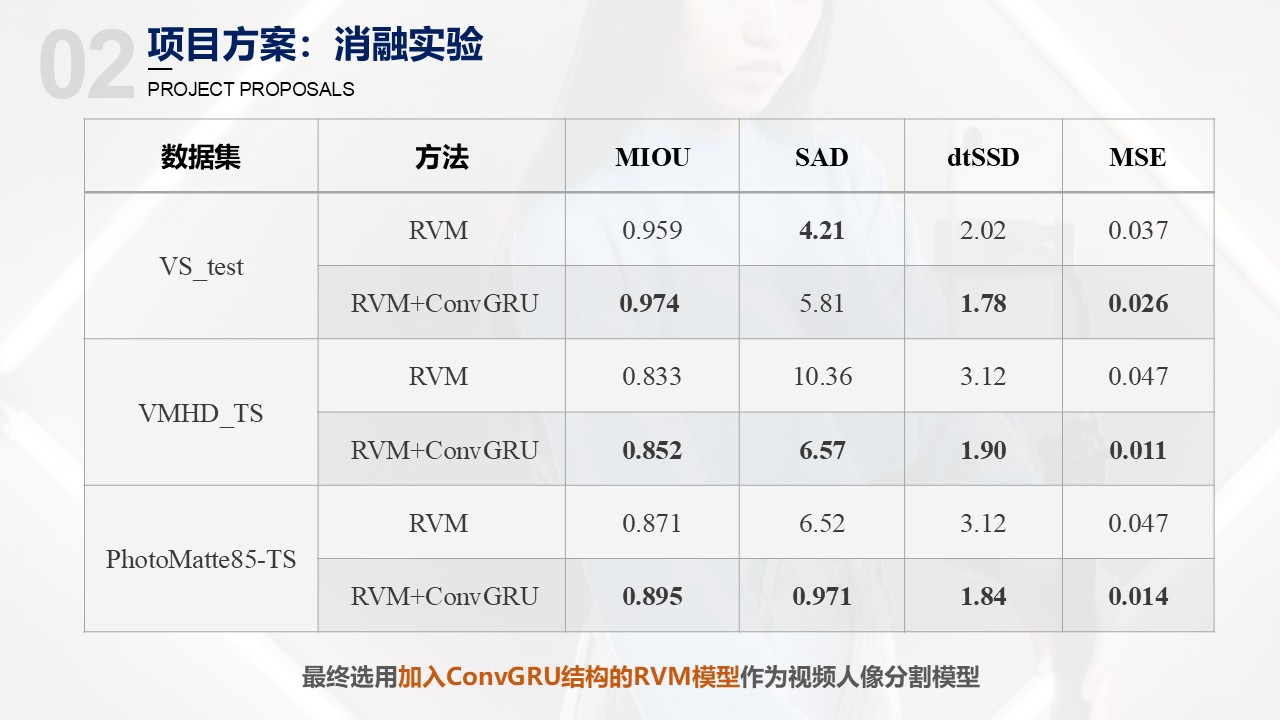 02
项目方案：消融实验
PROJECT PROPOSALS
数据集 方法 MIOU SAD dtSSD MSE
VS_test
RVM 0.959 4.21 2.02 0.037
RVM+ConvGRU 0.974 5.81 1.78 0.026
VMHD_TS
RVM 0.833 10.36 3.12 0.047
RVM+ConvGRU 0.852 6.57 1.90 0.011
PhotoMatte85-TS
RVM 0.871 6.52 3.12 0.047
RVM+ConvGRU 0.895 0.971 1.84 0.014
最终选用加入ConvGRU结构的RVM模型作为视频人像分割模型